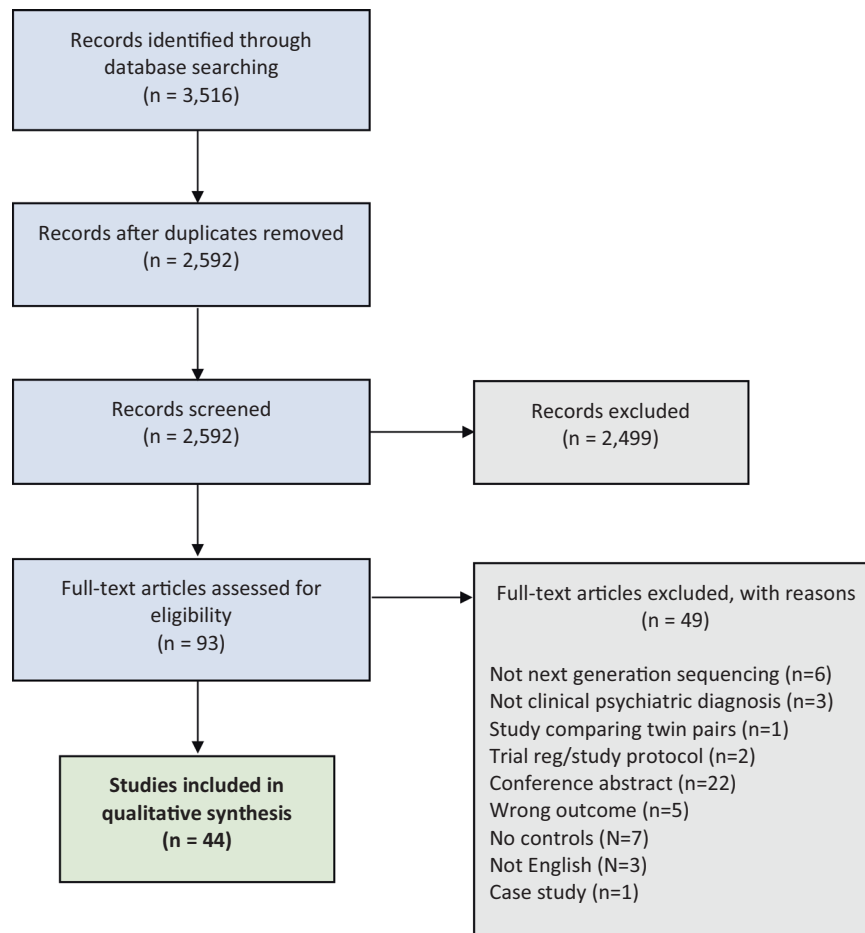 Records identified through
database searching
(n = 3,516)
Records after duplicates removed
(n = 2,592)
Records screened
(n = 2,592)
Records excluded
(n = 2,499)
Full-text articles assessed for
eligibility
(n = 93)
Full-text articles excluded, with reasons
(n = 49)
Not next generation sequencing (n=6)
Not clinical psychiatric diagnosis (n=3)
Study comparing twin pairs (n=1)
Trial reg/study protocol (n=2)
Conference abstract (n=22)
Wrong outcome (n=5)
No controls (N=7)
Not English (N=3)
Case study (n=1)
Studies included in
qualitative synthesis
(n = 44)